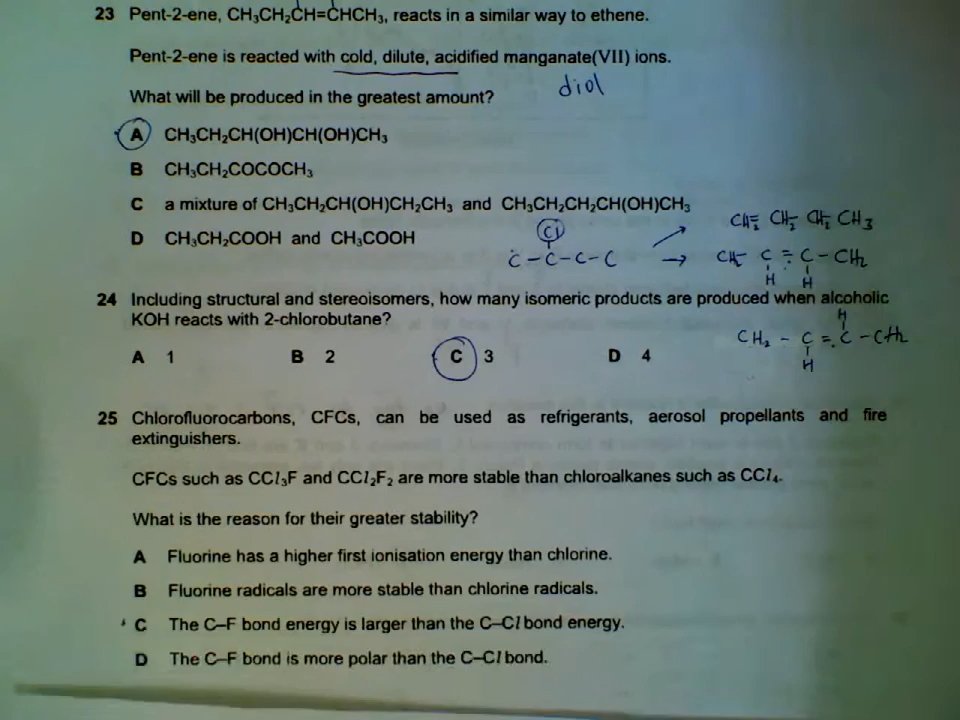 23 Pent-2-ene, CH₃CH₂CH=CHCH₃, reacts in a similar way to ethene.
Pent-2-ene is reacted with cold, dilute, acidified manganate(VII) ions.
diol
What will be produced in the greatest amount?
A CH₃CH₂CH(OH)CH(OH)CH₃
B CH₃CH₂COCOCH₃
C a mixture of CH₃CH₂CH(OH)CH₂CH₃ and CH₃CH₂CH₂CH(OH)CH₃
D CH₃CH₂COOH and CH₃COOH
Cl
C-C-C-C
CH₂ CH₂ CH₃
C = C - CH₂
H H
24 Including structural and stereoisomers, how many isomeric products are produced when alcoholic
KOH reacts with 2-chlorobutane?
H
CH₂ - C = C - CH₂
H
A 1 B 2 C 3 D 4
25 Chlorofluorocarbons, CFCs, can be used as refrigerants, aerosol propellants and fire
extinguishers.
CFCs such as CCl₃F and CCl₂F₂ are more stable than chloroalkanes such as CCl₄.
What is the reason for their greater stability?
A Fluorine has a higher first ionisation energy than chlorine.
B Fluorine radicals are more stable than chlorine radicals.
C The C–F bond energy is larger than the C–Cl bond energy.
D The C–F bond is more polar than the C–Cl bond.